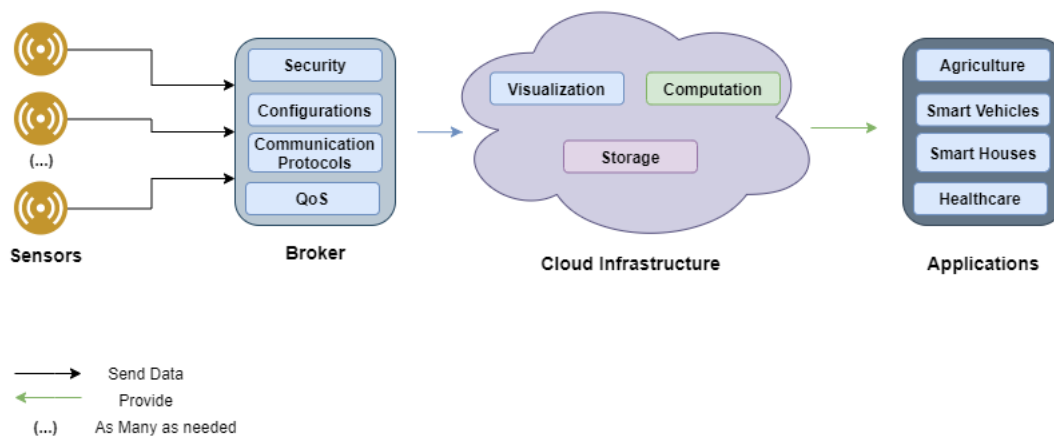 Security
Configurations
Communication
Protocols
QoS
(...)
Sensors
Broker
Visualization
Computation
Storage
Cloud Infrastructure
Agriculture
Smart Vehicles
Smart Houses
Healthcare
Applications
Send Data
Provide
(...) As Many as needed